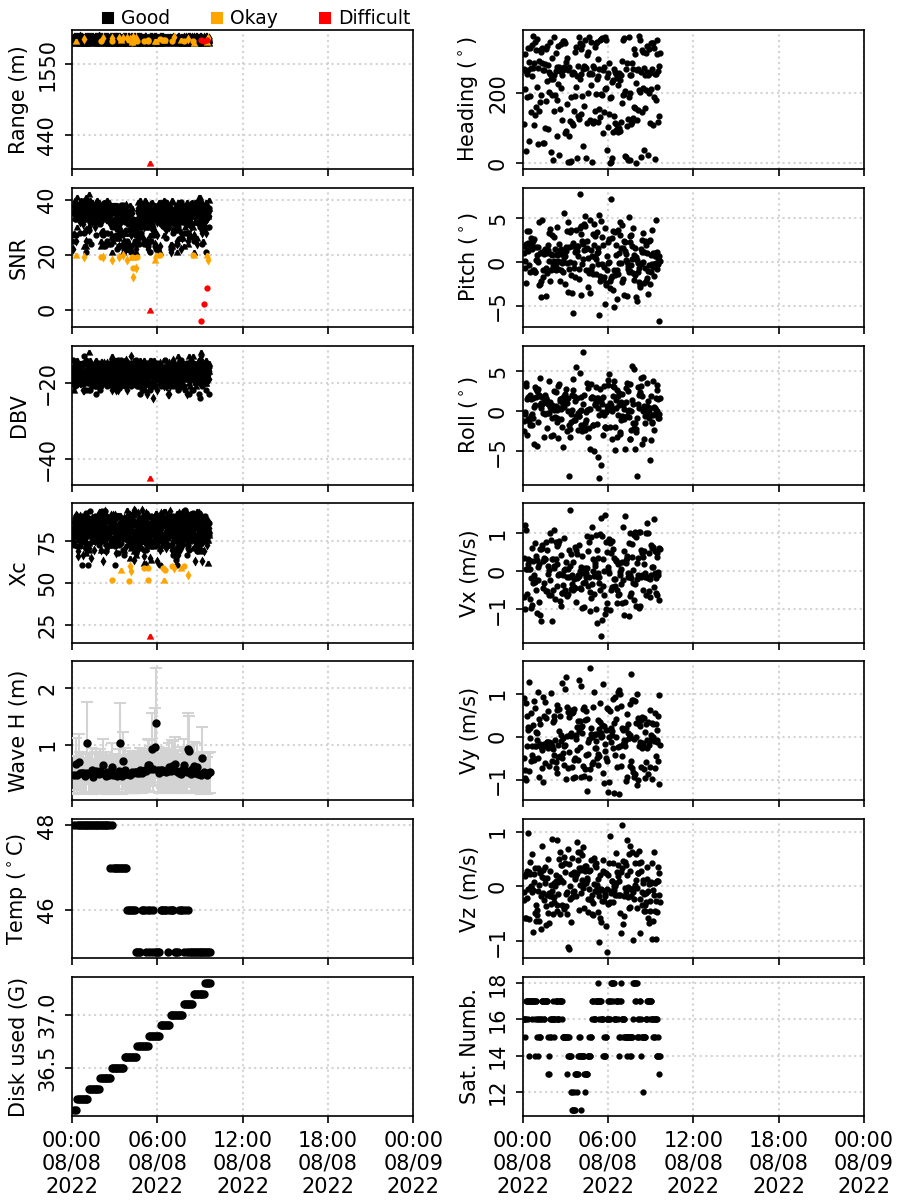 Good Okay Difficult
Range (m)
1550
440
Heading (°)
200
0
SNR
40
20
0
Pitch (°)
5
0
−5
DBV
−20
−40
Roll (°)
5
0
−5
Xc
75
50
25
Vx (m/s)
1
0
−1
Wave H (m)
2
1
Vy (m/s)
1
0
−1
Temp (°C)
48
46
Vz (m/s)
1
0
−1
Disk used (G)
37.0
36.5
Sat. Numb.
18
16
14
12
00:00 06:00 12:00 18:00 00:00
08/08 08/08 08/08 08/08 08/09
2022 2022 2022 2022 2022
00:00 06:00 12:00 18:00 00:00
08/08 08/08 08/08 08/08 08/09
2022 2022 2022 2022 2022